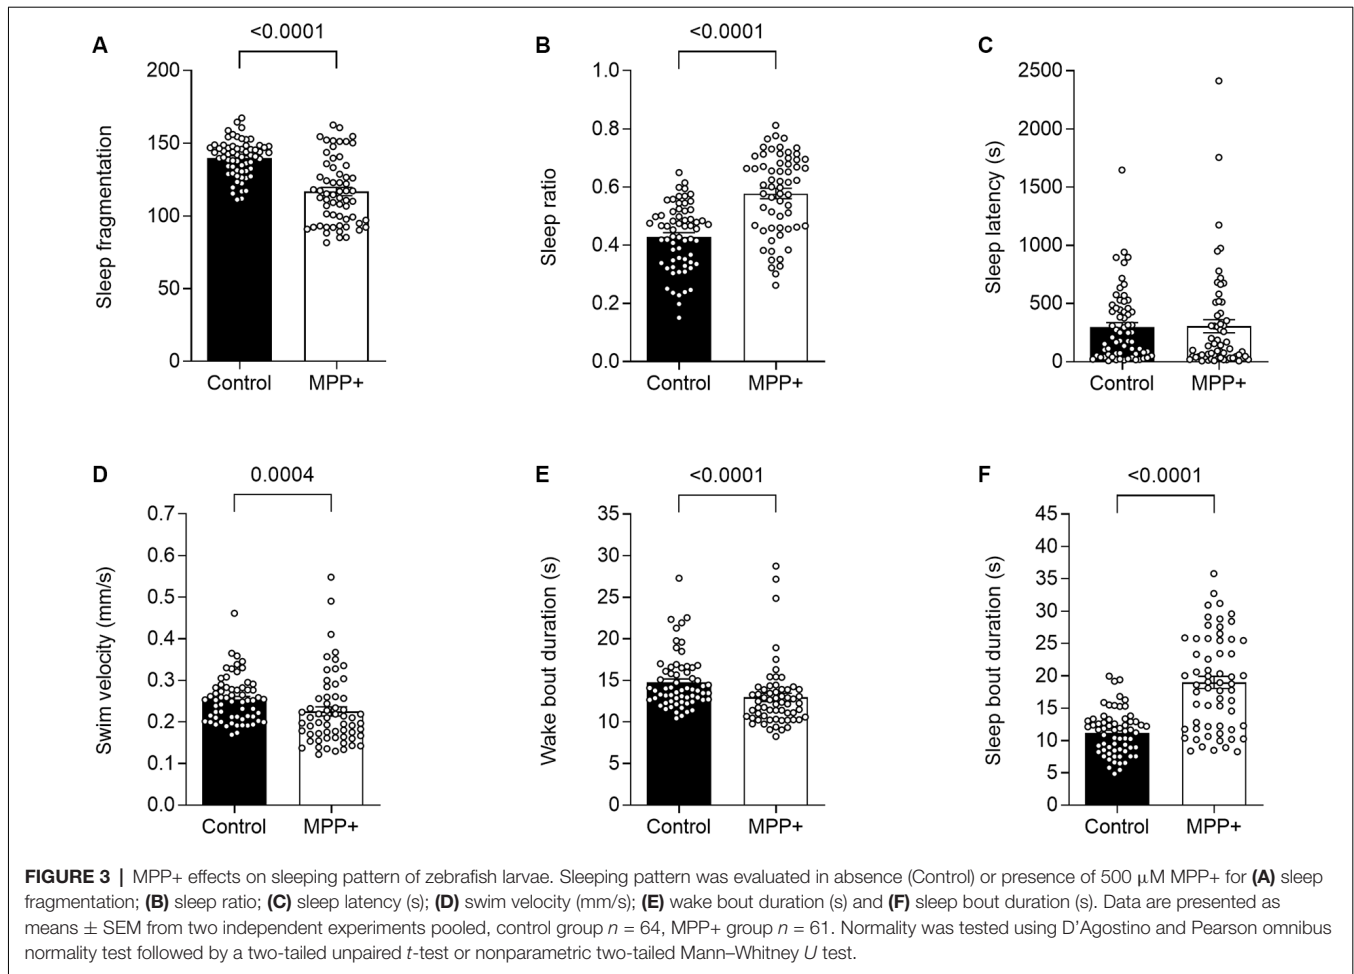 A
<0.0001
200
150
100
50
0
Sleep fragmentation
Control
MPP+
B
<0.0001
1.0
0.8
0.6
0.4
0.2
0.0
Sleep ratio
Control
MPP+
C
2500
2000
1500
1000
500
0
Sleep latency (s)
Control
MPP+
D
0.0004
0.7
0.6
0.5
0.4
0.3
0.2
0.1
0.0
Swim velocity (mm/s)
Control
MPP+
E
<0.0001
35
30
25
20
15
10
5
0
Wake bout duration (s)
Control
MPP+
F
<0.0001
45
40
35
30
25
20
15
10
5
0
Sleep bout duration (s)
Control
MPP+
FIGURE 3 | MPP+ effects on sleeping pattern of zebrafish larvae. Sleeping pattern was evaluated in absence (Control) or presence of 500 μM MPP+ for (A) sleep
fragmentation; (B) sleep ratio; (C) sleep latency (s); (D) swim velocity (mm/s); (E) wake bout duration (s) and (F) sleep bout duration (s). Data are presented as
means ± SEM from two independent experiments pooled, control group n = 64, MPP+ group n = 61. Normality was tested using D’Agostino and Pearson omnibus
normality test followed by a two-tailed unpaired t-test or nonparametric two-tailed Mann–Whitney U test.